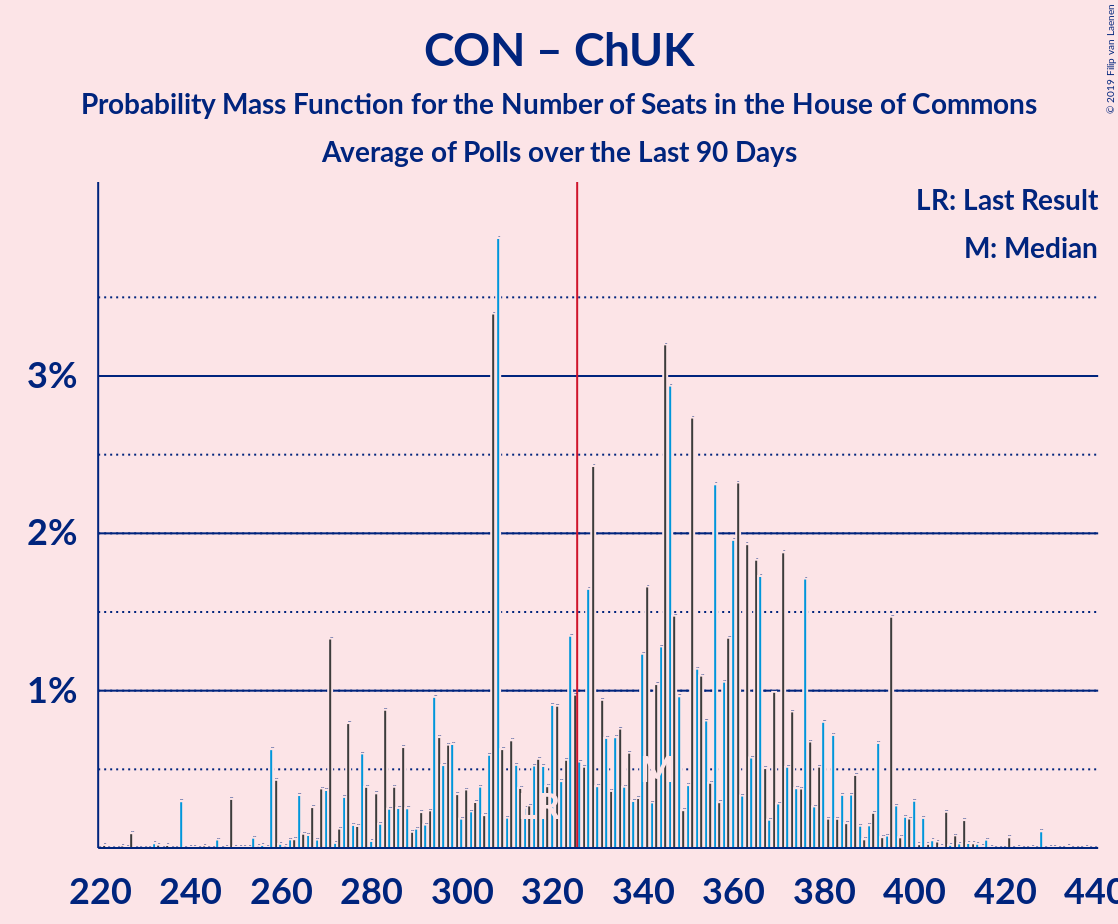 CON – ChUK
Probability Mass Function for the Number of Seats in the House of Commons
Average of Polls over the Last 90 Days
© 2019 Filip van Laenen
LR: Last Result
M: Median
3%
2%
1%
M
LR
220 240 260 280 300 320 340 360 380 400 420 440